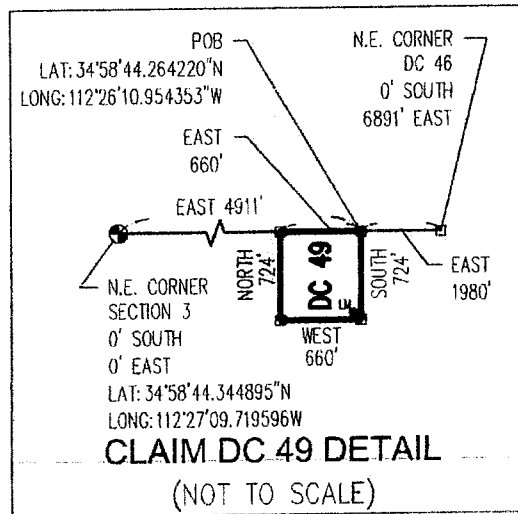 POB
LAT: 34°58'44.264220"N
LONG: 112°26'10.954353"W
N.E. CORNER
DC 46
0' SOUTH
6891' EAST
EAST
660'
EAST 4911'
NORTH
724'
DC 49
LM
SOUTH
724'
EAST
1980'
WEST
660'
N.E. CORNER
SECTION 3
0' SOUTH
0' EAST
LAT: 34°58'44.344895"N
LONG: 112°27'09.719596"W
CLAIM DC 49 DETAIL
(NOT TO SCALE)